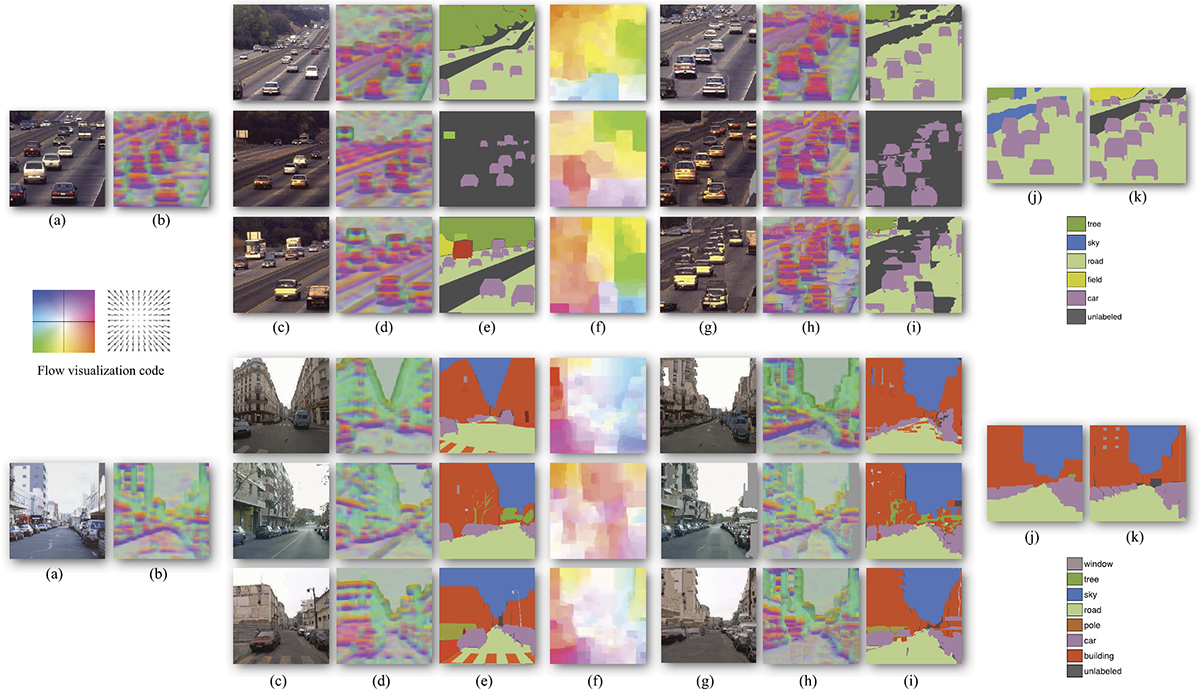 (a)
(b)
Flow visualization code
(c)
(d)
(e)
(f)
(g)
(h)
(i)
(j)
(k)
tree
sky
road
field
car
unlabeled
(a)
(b)
(c)
(d)
(e)
(f)
(g)
(h)
(i)
(j)
(k)
window
tree
sky
road
pole
car
building
unlabeled